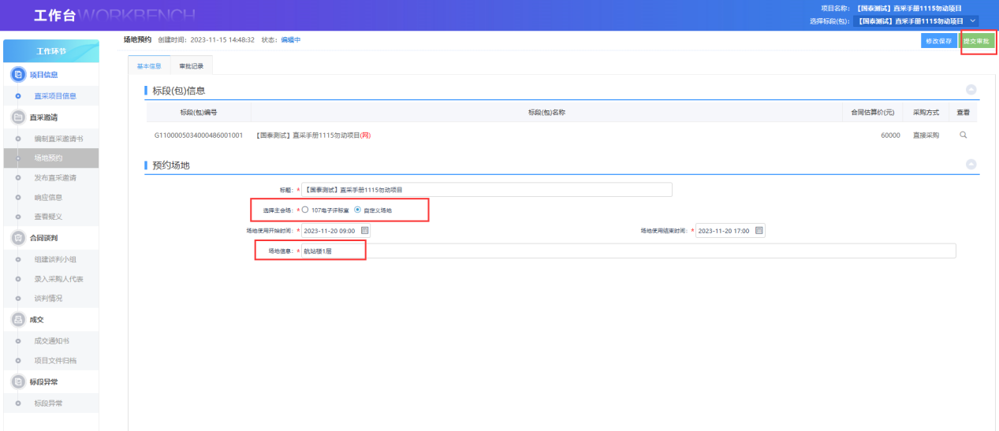 工作台WORKBENCH
项目名称: 【国泰测试】直采手册1115勿动项目
选择标段(包): 【国泰测试】直采手册1115勿动项目
工作环节
项目信息
直采项目信息
直采邀请
编制直采邀请书
场地预约
发布直采邀请
响应信息
查看疑义
合同谈判
组建谈判小组
录入采购人代表
谈判情况
成交
成交通知书
项目文件归档
标段异常
标段异常
场地预约 创建时间: 2023-11-15 14:48:32 状态: 编辑中
修改保存 提交审批
基本信息 审批记录
标段(包)信息
标段(包)编号 标段(包)名称 合同估算价(元) 采购方式 查看
G1100005034000486001001 【国泰测试】直采手册1115勿动项目(网) 60000 直接采购
预约场地
标题: * 【国泰测试】直采手册1115勿动项目
选择主会场: * 107电子评标室 自定义场地
场地使用开始时间: * 2023-11-20 09:00 场地使用结束时间: * 2023-11-20 17:00
场地信息: * 航站楼1层